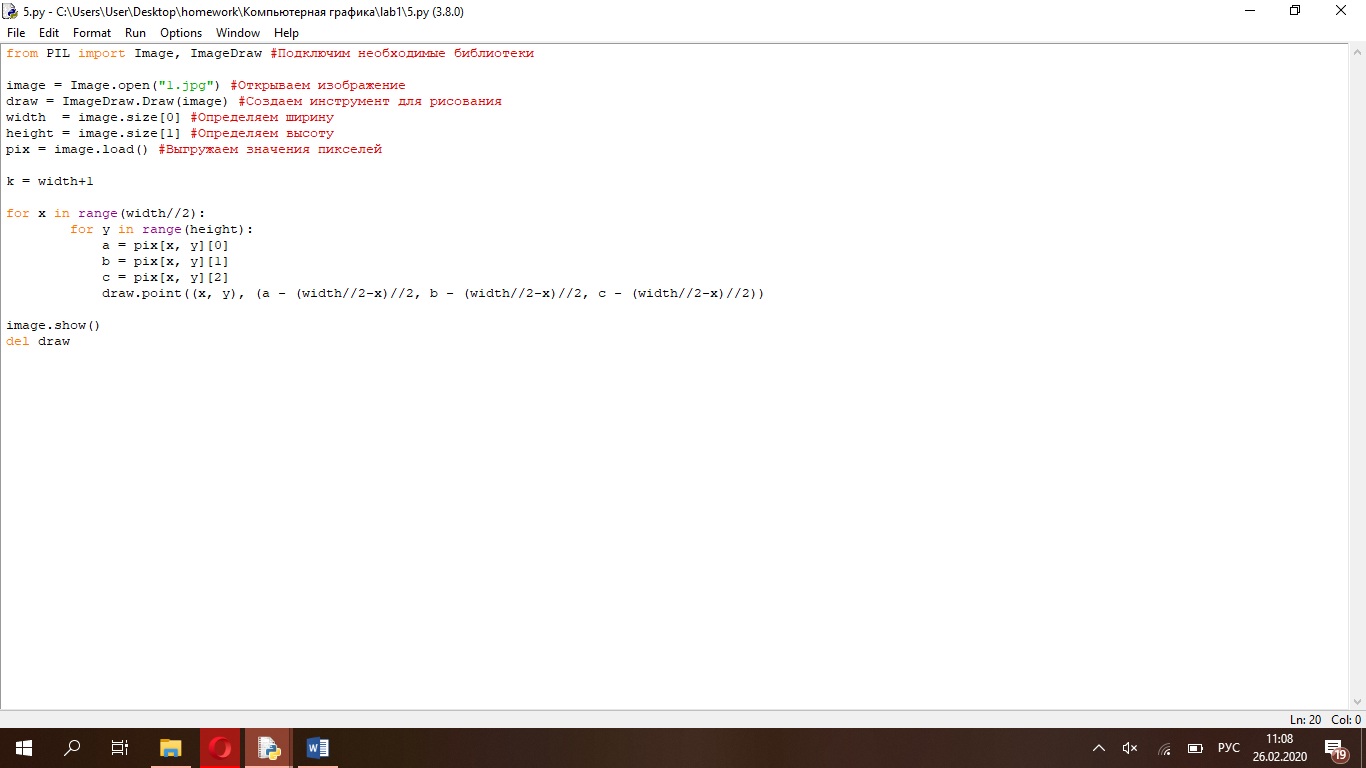 5.py - C:\Users\User\Desktop\homework\Компьютерная графика\lab1\5.py (3.8.0)
File Edit Format Run Options Window Help
from PIL import Image, ImageDraw #Подключим необходимые библиотеки
image = Image.open("1.jpg") #Открываем изображение
draw = ImageDraw.Draw(image) #Создаем инструмент для рисования
width  = image.size[0] #Определяем ширину
height = image.size[1] #Определяем высоту
pix = image.load() #Выгружаем значения пикселей
k = width+1
for x in range(width//2):
        for y in range(height):
            a = pix[x, y][0]
            b = pix[x, y][1]
            c = pix[x, y][2]
            draw.point((x, y), (a - (width//2-x)//2, b - (width//2-x)//2, c - (width//2-x)//2))
image.show()
del draw
Ln: 20 Col: 0
РУС
11:08
26.02.2020
19